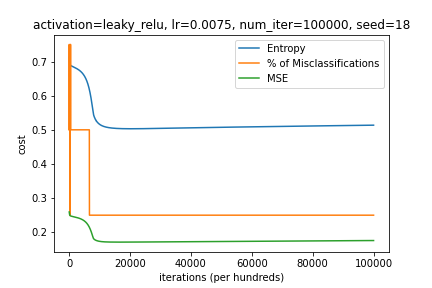 activation=leaky_relu, lr=0.0075, num_iter=100000, seed=18
Entropy
% of Misclassifications
MSE
cost
0.7
0.6
0.5
0.4
0.3
0.2
0 20000 40000 60000 80000 100000
iterations (per hundreds)